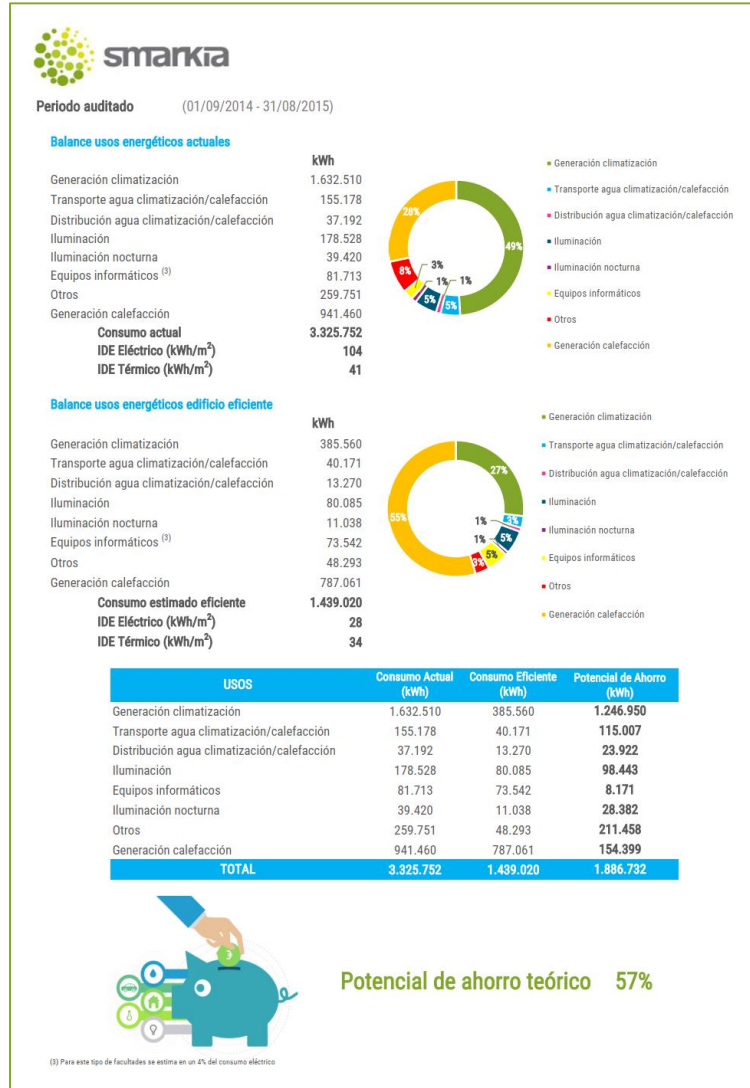 smarkia
Periodo auditado (01/09/2014 - 31/08/2015)
Balance usos energéticos actuales
kWh
Generación climatización 1.632.510
Transporte agua climatización/calefacción 155.178
Distribución agua climatización/calefacción 37.192
Iluminación 178.528
Iluminación nocturna 39.420
Equipos informáticos (3) 81.713
Otros 259.751
Generación calefacción 941.460
Consumo actual 3.325.752
IDE Eléctrico (kWh/m²) 104
IDE Térmico (kWh/m²) 41
28%
49%
8%
3%
1%
1%
5%
5%
Generación climatización
Transporte agua climatización/calefacción
Distribución agua climatización/calefacción
Iluminación
Iluminación nocturna
Equipos informáticos
Otros
Generación calefacción
Balance usos energéticos edificio eficiente
kWh
Generación climatización 385.560
Transporte agua climatización/calefacción 40.171
Distribución agua climatización/calefacción 13.270
Iluminación 80.085
Iluminación nocturna 11.038
Equipos informáticos (3) 73.542
Otros 48.293
Generación calefacción 787.061
Consumo estimado eficiente 1.439.020
IDE Eléctrico (kWh/m²) 28
IDE Térmico (kWh/m²) 34
27%
55%
1%
3%
1%
5%
5%
3%
Generación climatización
Transporte agua climatización/calefacción
Distribución agua climatización/calefacción
Iluminación
Iluminación nocturna
Equipos informáticos
Otros
Generación calefacción
USOS Consumo Actual (kWh) Consumo Eficiente (kWh) Potencial de Ahorro (kWh)
Generación climatización 1.632.510 385.560 1.246.950
Transporte agua climatización/calefacción 155.178 40.171 115.007
Distribución agua climatización/calefacción 37.192 13.270 23.922
Iluminación 178.528 80.085 98.443
Equipos informáticos 81.713 73.542 8.171
Iluminación nocturna 39.420 11.038 28.382
Otros 259.751 48.293 211.458
Generación calefacción 941.460 787.061 154.399
TOTAL 3.325.752 1.439.020 1.886.732
Potencial de ahorro teórico 57%
(3) Para este tipo de facultades se estima en un 4% del consumo eléctrico